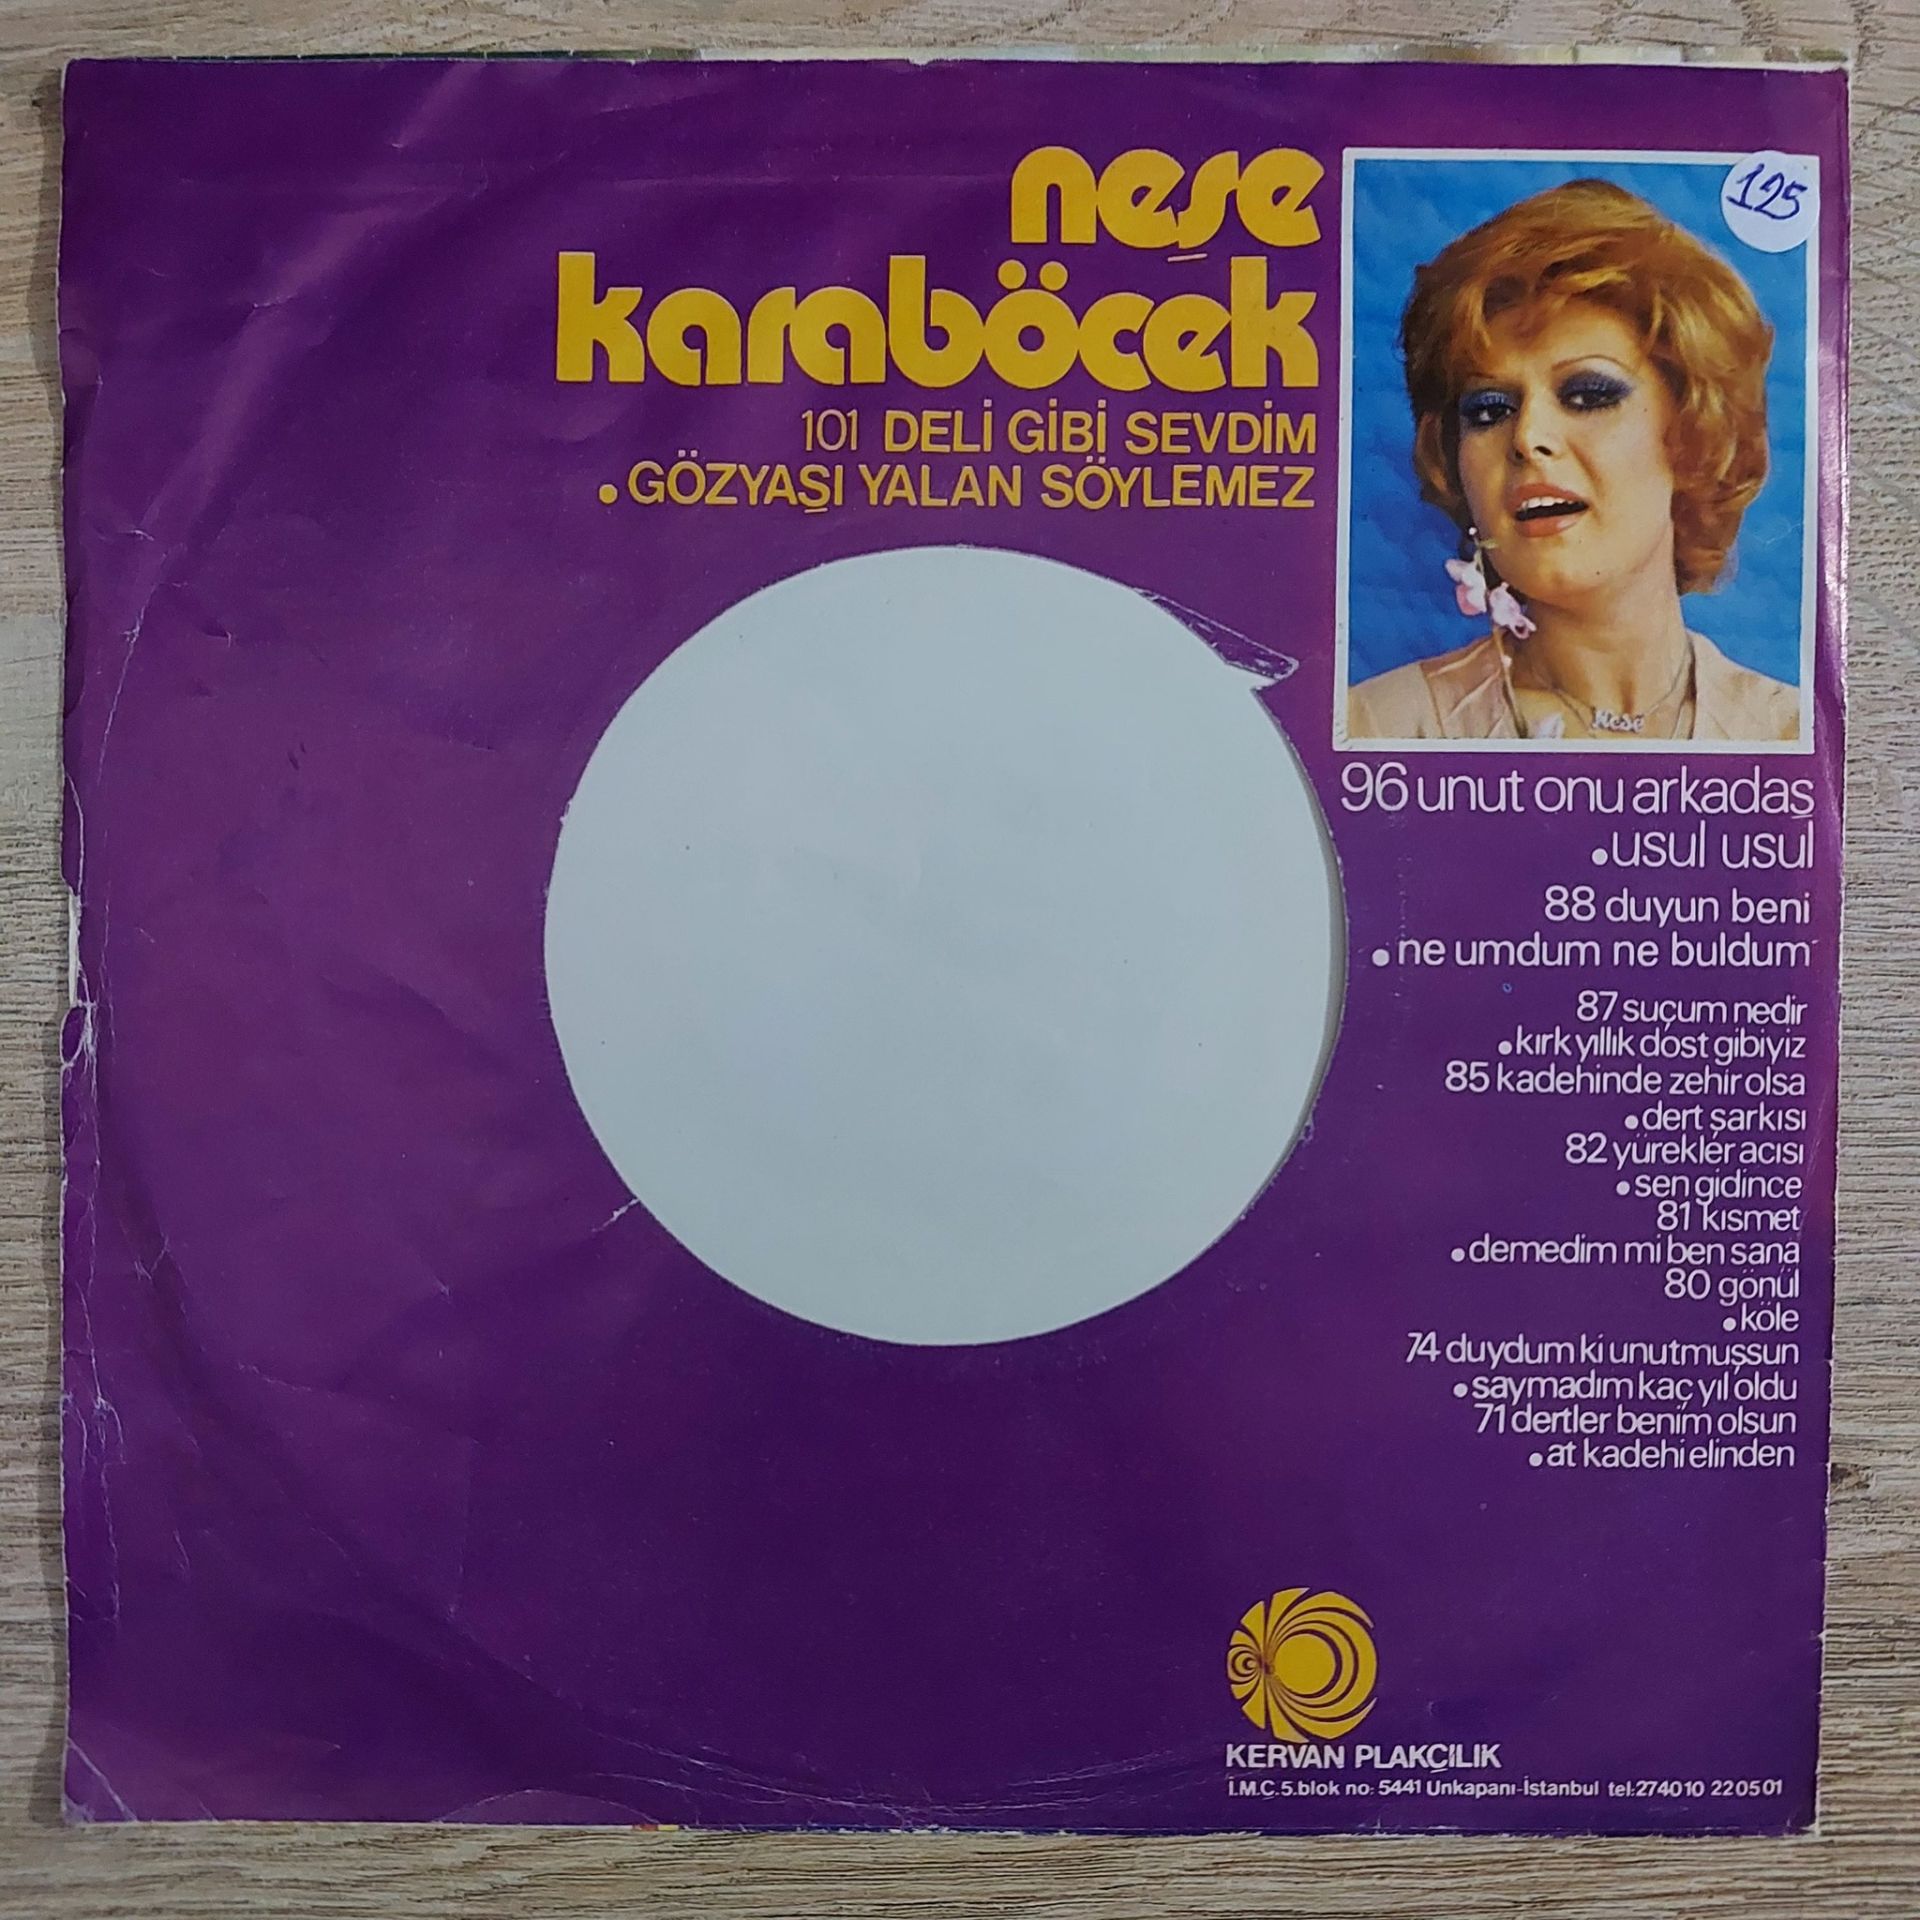 neşe
karaböcek
101 DELİ GİBİ SEVDİM
• GÖZYAŞI YALAN SÖYLEMEZ
125
Neşe
96 unut onu arkadaş
• usul usul
88 duyun beni
• ne umdum ne buldum
87 suçum nedir
• kırk yıllık dost gibiyiz
85 kadehinde zehir olsa
• dert şarkısı
82 yürekler acısı
• sen gidince
81 kısmet
• demedim mi ben sana
80 gönül
• köle
74 duydum ki unutmuşsun
• saymadım kaç yıl oldu
71 dertler benim olsun
• at kadehi elinden
KERVAN PLAKÇILIK
İ.M.Ç. 5.blok no: 5441 Unkapanı-İstanbul tel:274010 220501